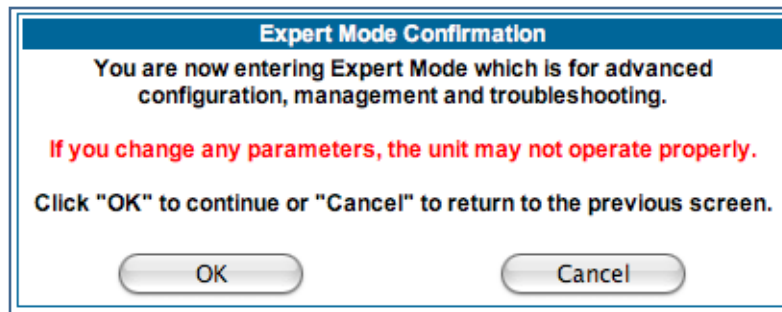 Expert Mode Confirmation
You are now entering Expert Mode which is for advanced
configuration, management and troubleshooting.
If you change any parameters, the unit may not operate properly.
Click "OK" to continue or "Cancel" to return to the previous screen.
OK
Cancel